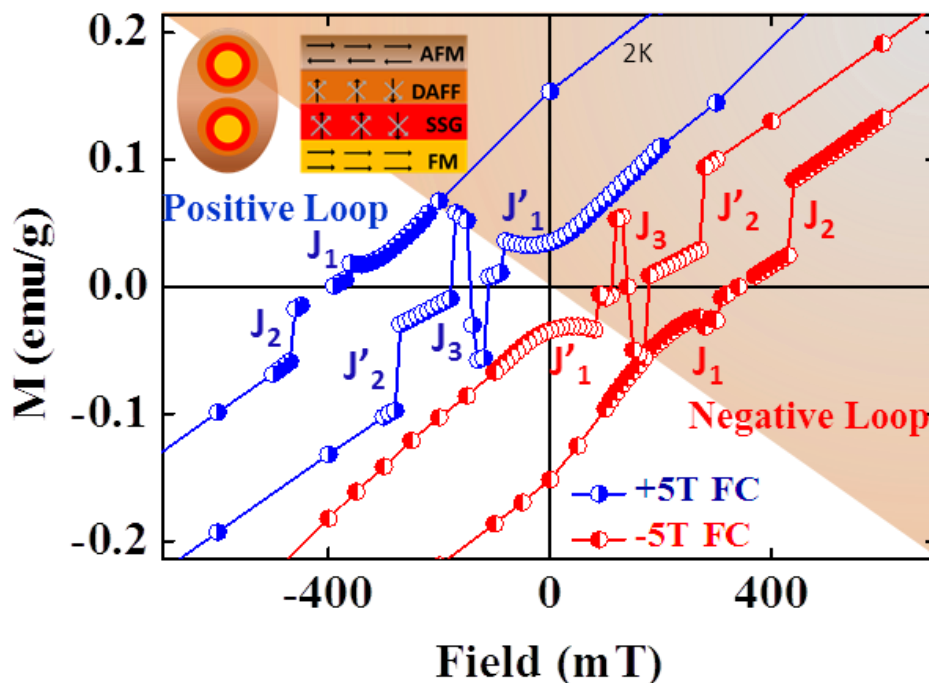 0.2
0.1
0.0
-0.1
-0.2
M (emu/g)
-400
0
400
Field (mT)
2K
AFM
DAFF
SSG
FM
Positive Loop
J1
J2
J'2
J3
J'1
J3
J'2
J2
J'1
J1
Negative Loop
+5T FC
-5T FC